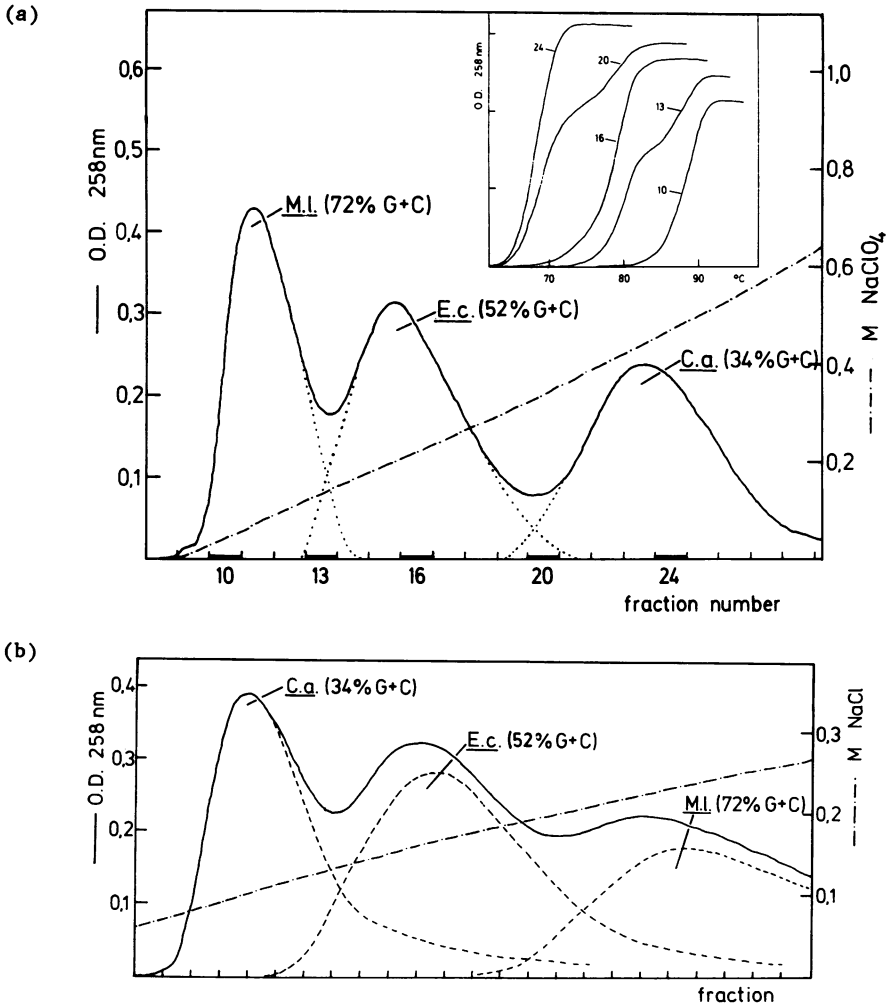 (a)
O.D. 258nm
0,6
0,5
0,4
0,3
0,2
0,1
M.l. (72% G+C)
E.c. (52% G+C)
C.a. (34% G+C)
O.D. 258 nm
24
20
16
13
10
70 80 90 °C
1,0
0,8
0,6
0,4
0,2
M NaClO4
10 13 16 20 24
fraction number
(b)
O.D. 258 nm
0,4
0,3
0,2
0,1
C.a. (34% G+C)
E.c. (52% G+C)
M.l. (72% G+C)
0,3
0,2
0,1
M NaCl
fraction